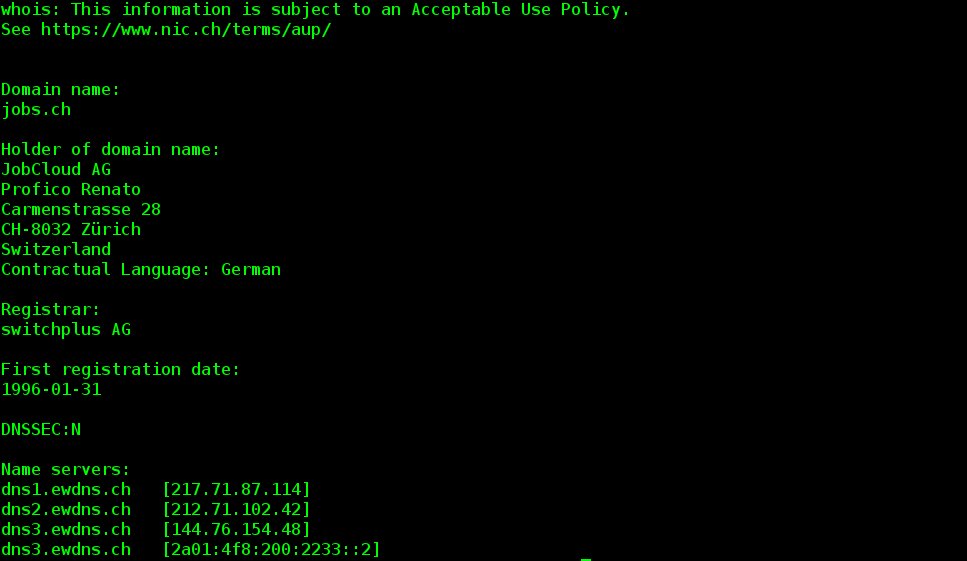 whois: This information is subject to an Acceptable Use Policy.
See https://www.nic.ch/terms/aup/
Domain name:
jobs.ch
Holder of domain name:
JobCloud AG
Profico Renato
Carmenstrasse 28
CH-8032 Zürich
Switzerland
Contractual Language: German
Registrar:
switchplus AG
First registration date:
1996-01-31
DNSSEC:N
Name servers:
dns1.ewdns.ch   [217.71.87.114]
dns2.ewdns.ch   [212.71.102.42]
dns3.ewdns.ch   [144.76.154.48]
dns3.ewdns.ch   [2a01:4f8:200:2233::2]